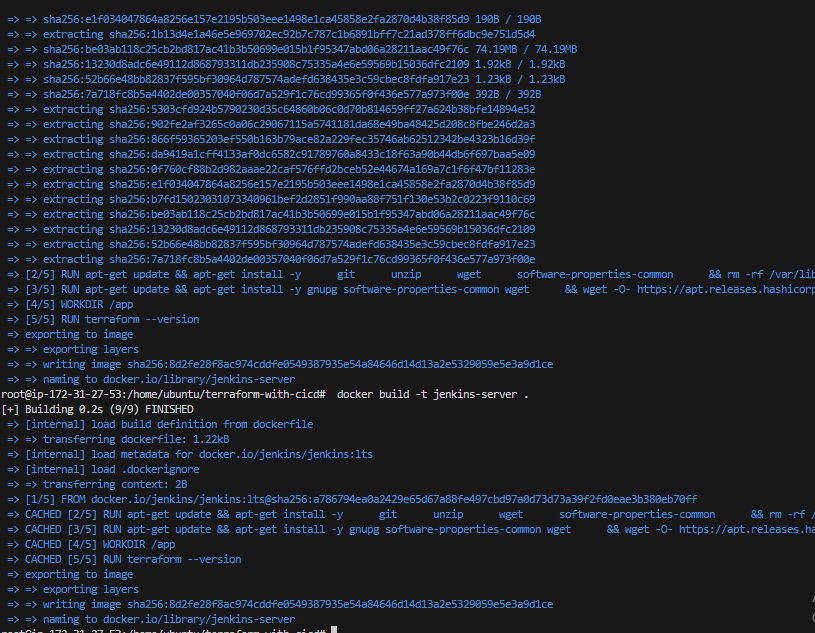 => => sha256:e1f034047864a8256e157e2195b503eee1498e1ca45858e2fa2870d4b38f85d9 190B / 190B
=> => extracting sha256:1b13d4e1a46e5e969702ec92b7c787c1b6891bff7c21ad378ff6dbc9e751d5d4
=> => sha256:be03ab118c25cb2bd817ac41b3b50699e015b1f95347abd06a28211aac49f76c 74.19MB / 74.19MB
=> => sha256:13230d8adc6e49112d868793311db235908c75335a4e6e59569b15036dfc2109 1.92kB / 1.92kB
=> => sha256:52b66e48bb82837f595bf30964d787574adefd638435e3c59cbec8fdfa917e23 1.23kB / 1.23kB
=> => sha256:7a718fc8b5a4402de00357040f06d7a529f1c76cd99365f0f436e577a973f00e 392B / 392B
=> => extracting sha256:5303cfd924b5790230d35c64860b06c0d70b814659ff27a624b38bfe14894e52
=> => extracting sha256:902fe2af3265c0a06c29067115a5741181da68e49ba48425d208c8fbe246d2a3
=> => extracting sha256:866f59365203ef550b163b79ace82a229fec35746ab62512342be4323b16d39f
=> => extracting sha256:da9419a1cff4133af0dc6582c91789760a8433c18f63a90b44db6f697baa5e09
=> => extracting sha256:0f760cf88b2d982aaae22caf576ffd2bceb52e44674a169a7c1f6f47bf11283e
=> => extracting sha256:e1f034047864a8256e157e2195b503eee1498e1ca45858e2fa2870d4b38f85d9
=> => extracting sha256:b7fd15023031073340961bef2d2851f990aa88f751f130e53b2c0223f9110c69
=> => extracting sha256:be03ab118c25cb2bd817ac41b3b50699e015b1f95347abd06a28211aac49f76c
=> => extracting sha256:13230d8adc6e49112d868793311db235908c75335a4e6e59569b15036dfc2109
=> => extracting sha256:52b66e48bb82837f595bf30964d787574adefd638435e3c59cbec8fdfa917e23
=> => extracting sha256:7a718fc8b5a4402de00357040f06d7a529f1c76cd99365f0f436e577a973f00e
=> [2/5] RUN apt-get update && apt-get install -y     git     unzip     wget     software-properties-common     && rm -rf /var/lib
=> [3/5] RUN apt-get update && apt-get install -y gnupg software-properties-common wget     && wget -O- https://apt.releases.hashicorp
=> [4/5] WORKDIR /app
=> [5/5] RUN terraform --version
=> exporting to image
=> => exporting layers
=> => writing image sha256:8d2fe28f8ac974cddfe0549387935e54a84646d14d13a2e5329059e5e3a9d1ce
=> => naming to docker.io/library/jenkins-server
root@ip-172-31-27-53:/home/ubuntu/terraform-with-cicd#  docker build -t jenkins-server .
[+] Building 0.2s (9/9) FINISHED
=> [internal] load build definition from dockerfile
=> => transferring dockerfile: 1.22kB
=> [internal] load metadata for docker.io/jenkins/jenkins:lts
=> [internal] load .dockerignore
=> => transferring context: 2B
=> [1/5] FROM docker.io/jenkins/jenkins:lts@sha256:a786794ea0a2429e65d67a88fe497cbd97a0d73d73a39f2fd0eae3b380eb70ff
=> CACHED [2/5] RUN apt-get update && apt-get install -y     git     unzip     wget     software-properties-common     && rm -rf /
=> CACHED [3/5] RUN apt-get update && apt-get install -y gnupg software-properties-common wget     && wget -O- https://apt.releases.ha
=> CACHED [4/5] WORKDIR /app
=> CACHED [5/5] RUN terraform --version
=> exporting to image
=> => exporting layers
=> => writing image sha256:8d2fe28f8ac974cddfe0549387935e54a84646d14d13a2e5329059e5e3a9d1ce
=> => naming to docker.io/library/jenkins-server
root@ip-172-31-27-53:/home/ubuntu/terraform-with-cicd#